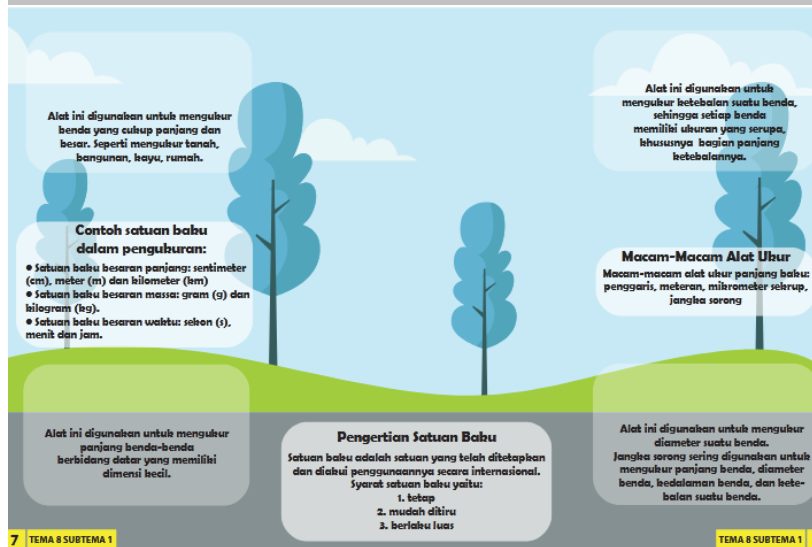 Alat ini digunakan untuk mengukur
benda yang cukup panjang dan
besar. Seperti mengukur tanah,
bangunan, kayu, rumah.
Contoh satuan baku
dalam pengukuran:
● Satuan baku besaran panjang: sentimeter
(cm), meter (m) dan kilometer (km)
● Satuan baku besaran massa: gram (g) dan
kilogram (kg).
● Satuan baku besaran waktu: sekon (s),
menit dan jam.
Alat ini digunakan untuk mengukur
panjang benda-benda
berbidang datar yang memiliki
dimensi kecil.
Pengertian Satuan Baku
Satuan baku adalah satuan yang telah ditetapkan
dan diakui penggunaannya secara internasional.
Syarat satuan baku yaitu:
1. tetap
2. mudah ditiru
3. berlaku luas
Alat ini digunakan untuk
mengukur ketebalan suatu benda,
sehingga setiap benda
memiliki ukuran yang serupa,
khususnya bagian panjang
ketebalannya.
Macam-Macam Alat Ukur
Macam-macam alat ukur panjang baku:
penggaris, meteran, mikrometer sekrup,
jangka sorong
Alat ini digunakan untuk mengukur
diameter suatu benda.
Jangka sorong sering digunakan untuk
mengukur panjang benda, diameter
benda, kedalaman benda, dan kete-
balan suatu benda.
7 TEMA 8 SUBTEMA 1
TEMA 8 SUBTEMA 1